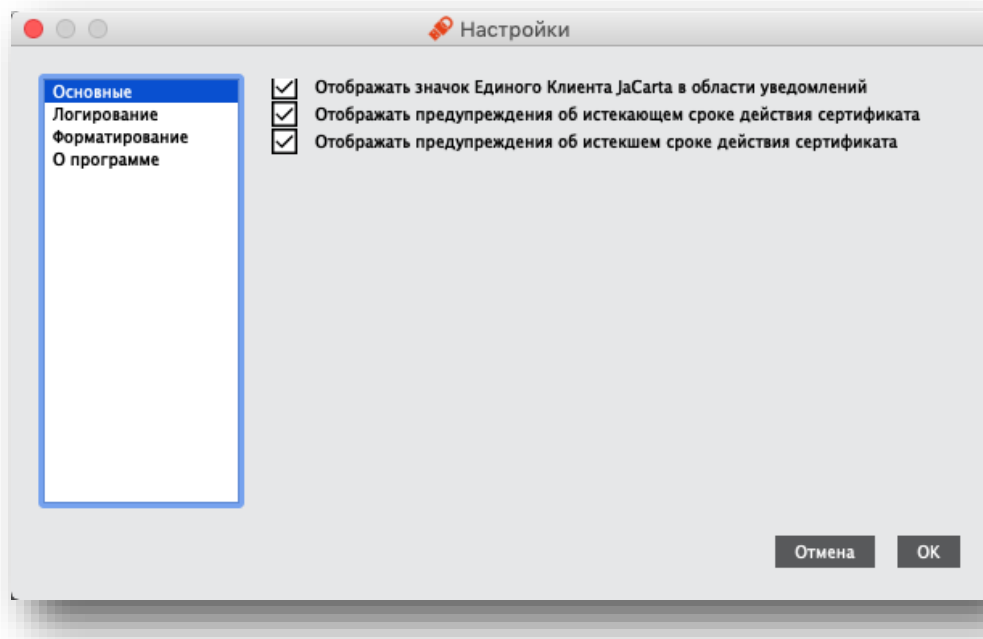 Настройки
Основные
Логирование
Форматирование
О программе
Отображать значок Единого Клиента JaCarta в области уведомлений
Отображать предупреждения об истекающем сроке действия сертификата
Отображать предупреждения об истекшем сроке действия сертификата
Отмена
OK